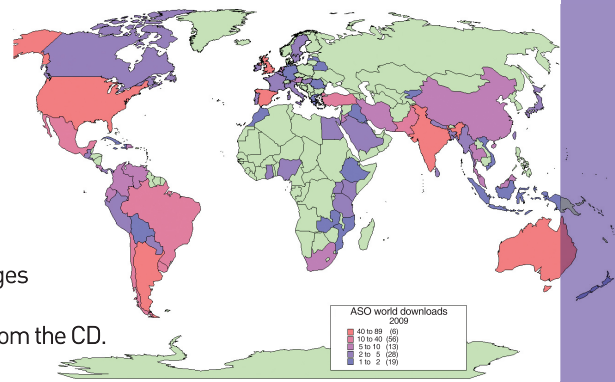 ges
om the CD.
ASO world downloads
2009
40 to 89 (6)
10 to 40 (56)
5 to 10 (13)
2 to 5 (28)
1 to 2 (19)